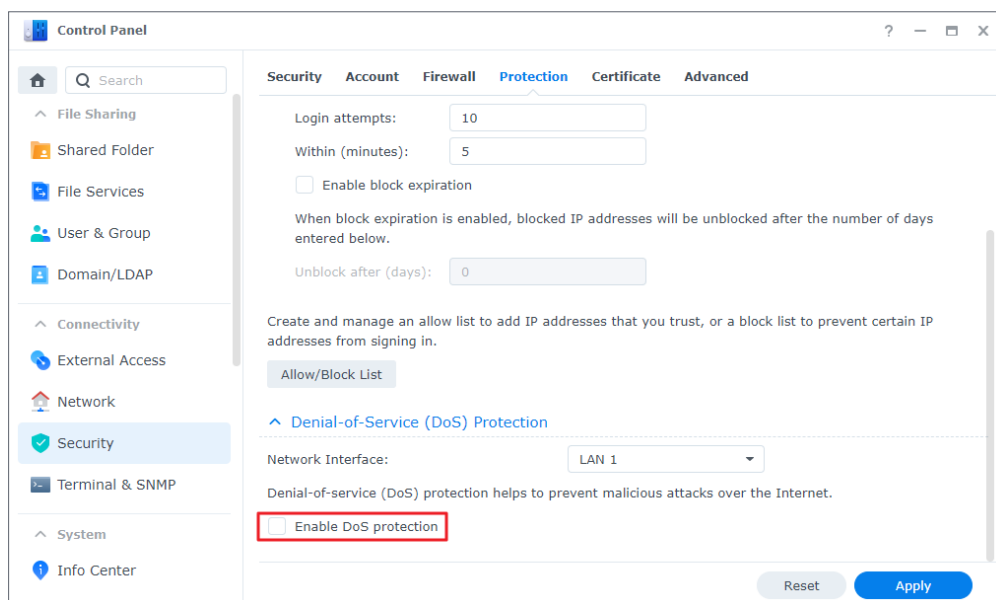 Control Panel
?
Search
File Sharing
Shared Folder
File Services
User & Group
Domain/LDAP
Connectivity
External Access
Network
Security
Terminal & SNMP
System
Info Center
Security Account Firewall Protection Certificate Advanced
Login attempts: 10
Within (minutes): 5
Enable block expiration
When block expiration is enabled, blocked IP addresses will be unblocked after the number of days
entered below.
Unblock after (days): 0
Create and manage an allow list to add IP addresses that you trust, or a block list to prevent certain IP
addresses from signing in.
Allow/Block List
Denial-of-Service (DoS) Protection
Network Interface: LAN 1
Denial-of-service (DoS) protection helps to prevent malicious attacks over the Internet.
Enable DoS protection
Reset Apply